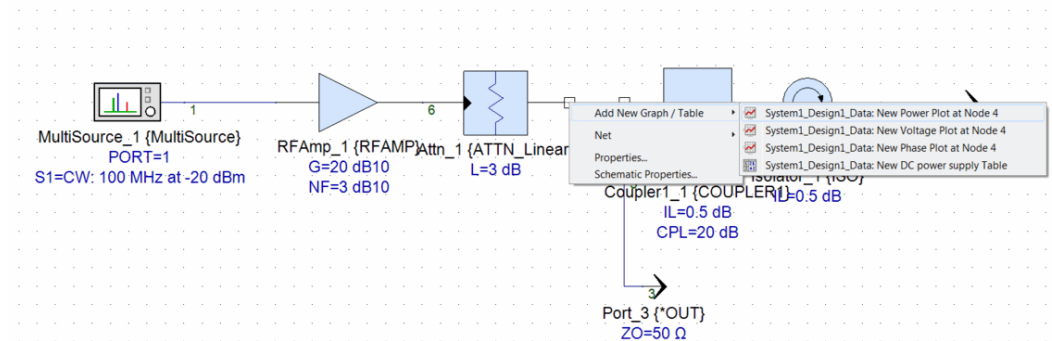 1
MultiSource_1 {MultiSource}
PORT=1
S1=CW: 100 MHz at -20 dBm
RFAmp_1 {RFAMP}
G=20 dB10
NF=3 dB10
6
Attn_1 {ATTN_Linear
L=3 dB
Add New Graph / Table
Net
Properties...
Schematic Properties...
System1_Design1_Data: New Power Plot at Node 4
System1_Design1_Data: New Voltage Plot at Node 4
System1_Design1_Data: New Phase Plot at Node 4
System1_Design1_Data: New DC power supply Table
Coupler1_1 {COUPLER1}
IL=0.5 dB
CPL=20 dB
Isolator_1 {ISO}
IL=0.5 dB
3
Port_3 {*OUT}
ZO=50 Ω